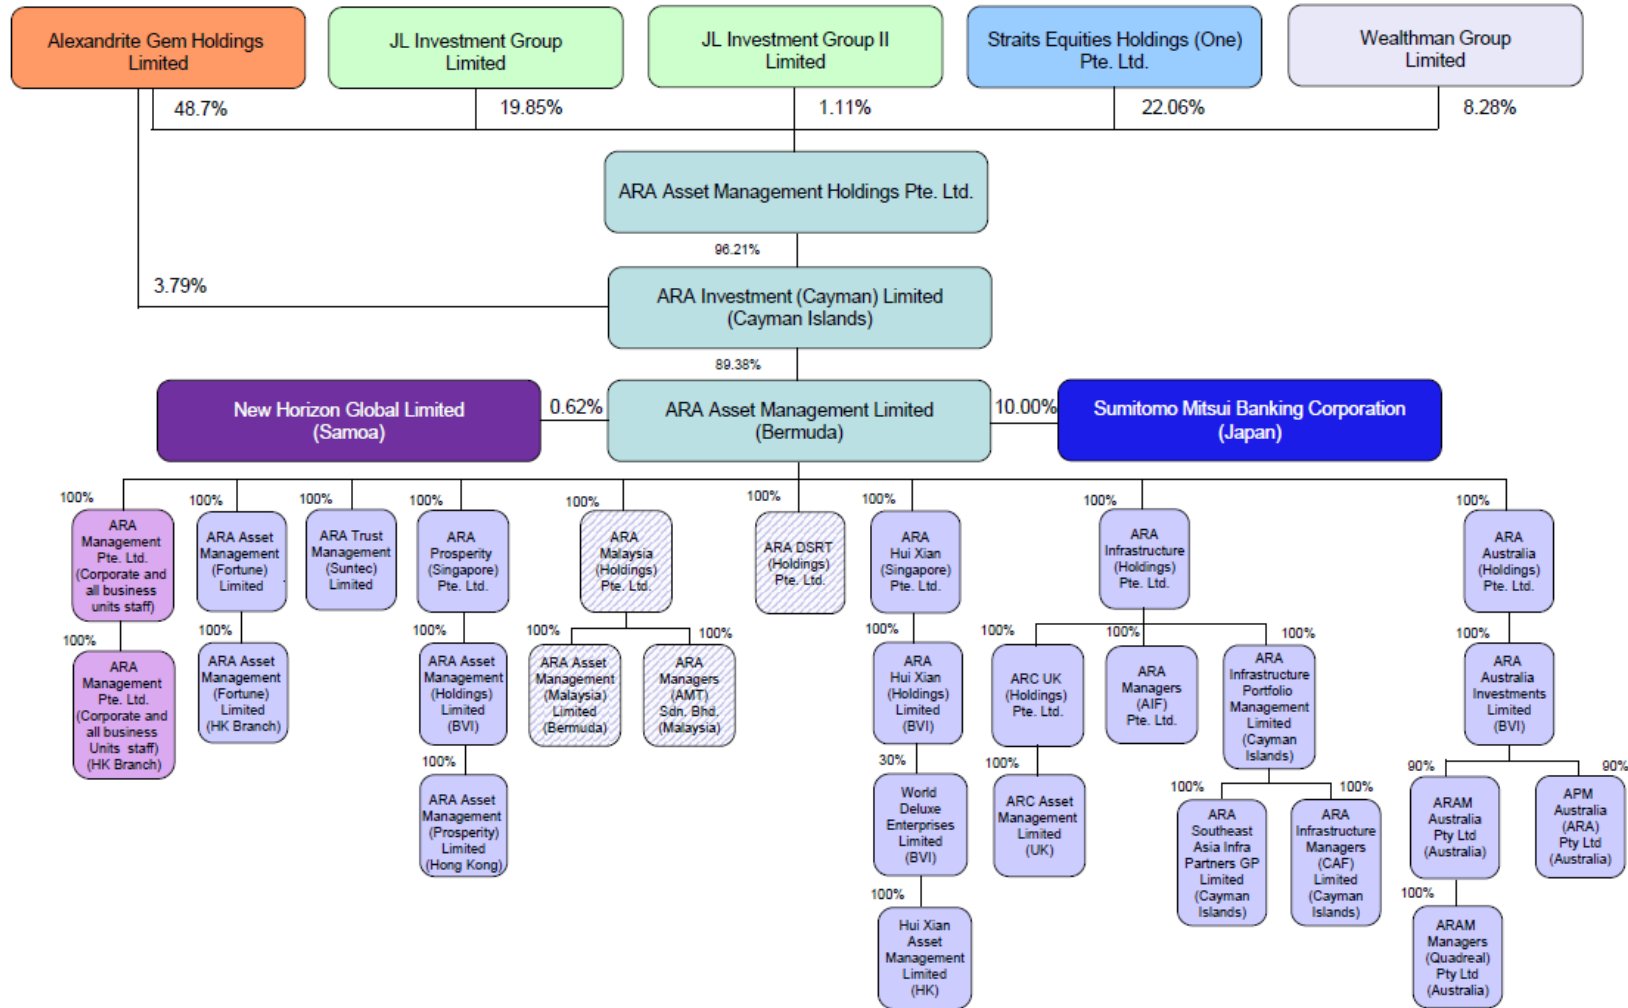 Alexandrite Gem Holdings
Limited
JL Investment Group
Limited
JL Investment Group II
Limited
Straits Equities Holdings (One)
Pte. Ltd.
Wealthman Group
Limited
48.7%
19.85%
1.11%
22.06%
8.28%
ARA Asset Management Holdings Pte. Ltd.
96.21%
3.79%
ARA Investment (Cayman) Limited
(Cayman Islands)
89.38%
New Horizon Global Limited
(Samoa)
0.62%
ARA Asset Management Limited
(Bermuda)
10.00%
Sumitomo Mitsui Banking Corporation
(Japan)
100%
ARA
Management
Pte. Ltd.
(Corporate and
all business
units staff)
100%
ARA Asset
Management
(Fortune)
Limited
100%
ARA Trust
Management
(Suntec)
Limited
100%
ARA
Prosperity
(Singapore)
Pte. Ltd.
100%
ARA
Malaysia
(Holdings)
Pte. Ltd.
100%
ARA DSRT
(Holdings)
Pte. Ltd.
100%
ARA
Hui Xian
(Singapore)
Pte. Ltd.
100%
ARA
Infrastructure
(Holdings)
Pte. Ltd.
100%
ARA
Australia
(Holdings)
Pte. Ltd.
100%
ARA
Management
Pte. Ltd.
(Corporate and
all business
Units staff)
(HK Branch)
100%
ARA Asset
Management
(Fortune)
Limited
(HK Branch)
100%
ARA Asset
Management
(Holdings)
Limited
(BVI)
100%
ARA Asset
Management
(Malaysia)
Limited
(Bermuda)
100%
ARA
Managers
(AMT)
Sdn. Bhd.
(Malaysia)
100%
ARA
Hui Xian
(Holdings)
Limited
(BVI)
100%
ARC UK
(Holdings)
Pte. Ltd.
100%
ARA
Managers
(AIF)
Pte. Ltd.
100%
ARA
Infrastructure
Portfolio
Management
Limited
(Cayman
Islands)
100%
ARA
Australia
Investments
Limited
(BVI)
100%
ARA Asset
Management
(Prosperity)
Limited
(Hong Kong)
30%
World
Deluxe
Enterprises
Limited
(BVI)
100%
ARC Asset
Management
Limited
(UK)
100%
ARA
Southeast
Asia Infra
Partners GP
Limited
(Cayman
Islands)
100%
ARA
Infrastructure
Managers
(CAF)
Limited
(Cayman
Islands)
90%
ARAM
Australia
Pty Ltd
(Australia)
90%
APM
Australia
(ARA)
Pty Ltd
(Australia)
100%
Hui Xian
Asset
Management
Limited
(HK)
100%
ARAM
Managers
(Quadreal)
Pty Ltd
(Australia)